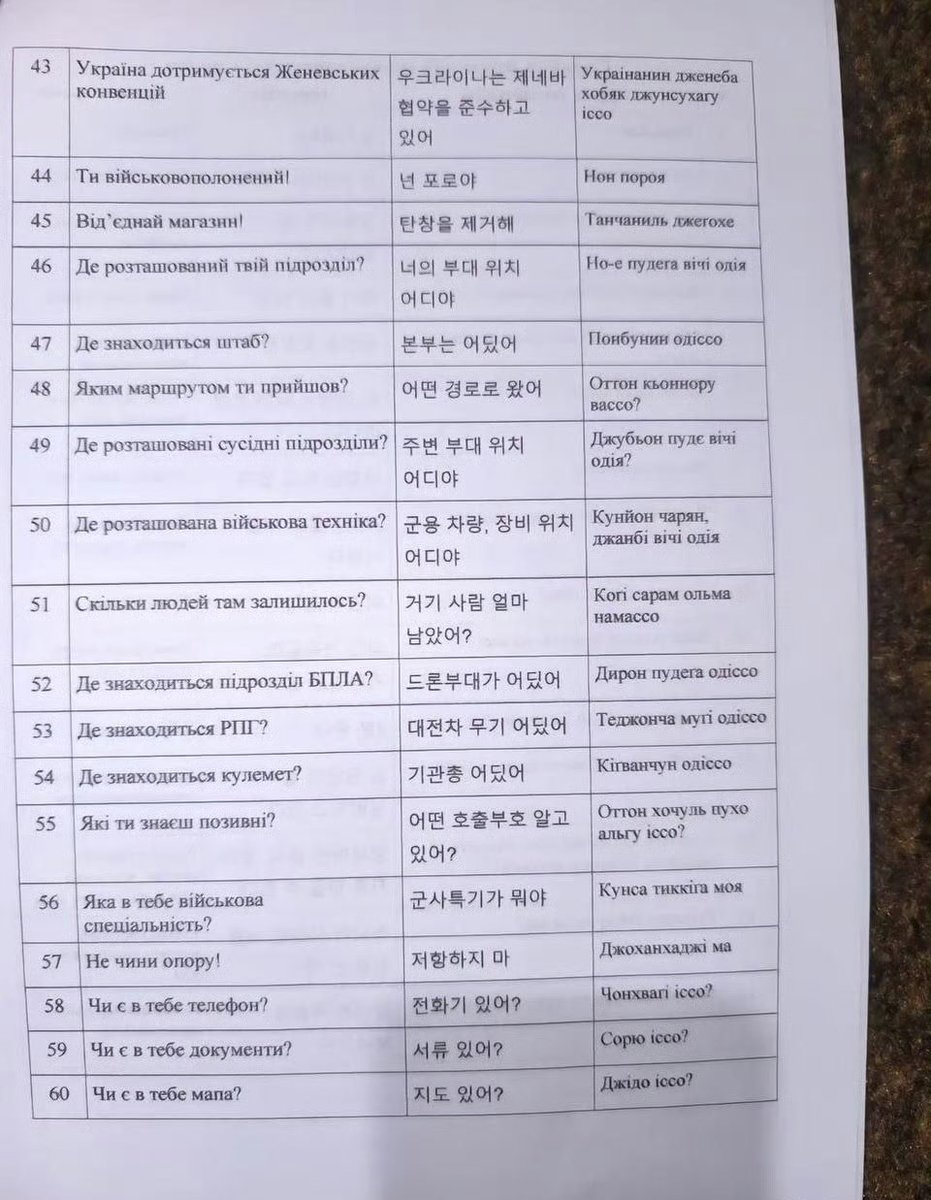 43
Україна дотримується Женевських
конвенцій
우크라이나는 제네바
협약을 준수하고
있어
Украінанин дженеба
хобяк джунсухагу
іссо
44
Ти військовополонений!
넌 포로야
Нон пороя
45
Від’єднай магазин!
탄창을 제거해
Танчаниль джегохе
46
Де розташований твій підрозділ?
너의 부대 위치
어디야
Но-е пудега вічі одія
47
Де знаходиться штаб?
본부는 어딨어
Понбунин одіссо
48
Яким маршрутом ти прийшов?
어떤 경로로 왔어
Оттон кьоннору
вассо?
49
Де розташовані сусідні підрозділи?
주변 부대 위치
어디야
Джубьон пудє вічі
одія?
50
Де розташована військова техніка?
군용 차량, 장비 위치
어디야
Кунйон чарян,
джанбі вічі одія
51
Скільки людей там залишилось?
거기 사람 얼마
남았어?
Когі сарам ольма
намассо
52
Де знаходиться підрозділ БПЛА?
드론부대가 어딨어
Дирон пудега одіссо
53
Де знаходиться РПГ?
대전차 무기 어딨어
Теджонча мугі одіссо
54
Де знаходиться кулемет?
기관총 어딨어
Кігванчун одіссо
55
Які ти знаєш позивні?
어떤 호출부호 알고
있어?
Оттон хочуль пухо
альгу іссо?
56
Яка в тебе військова
спеціальність?
군사특기가 뭐야
Кунса тиккіга моя
57
Не чини опору!
저항하지 마
Джоханхаджі ма
58
Чи є в тебе телефон?
전화기 있어?
Чонхвагі іссо?
59
Чи є в тебе документи?
서류 있어?
Сорю іссо?
60
Чи є в тебе мапа?
지도 있어?
Джідо іссо?